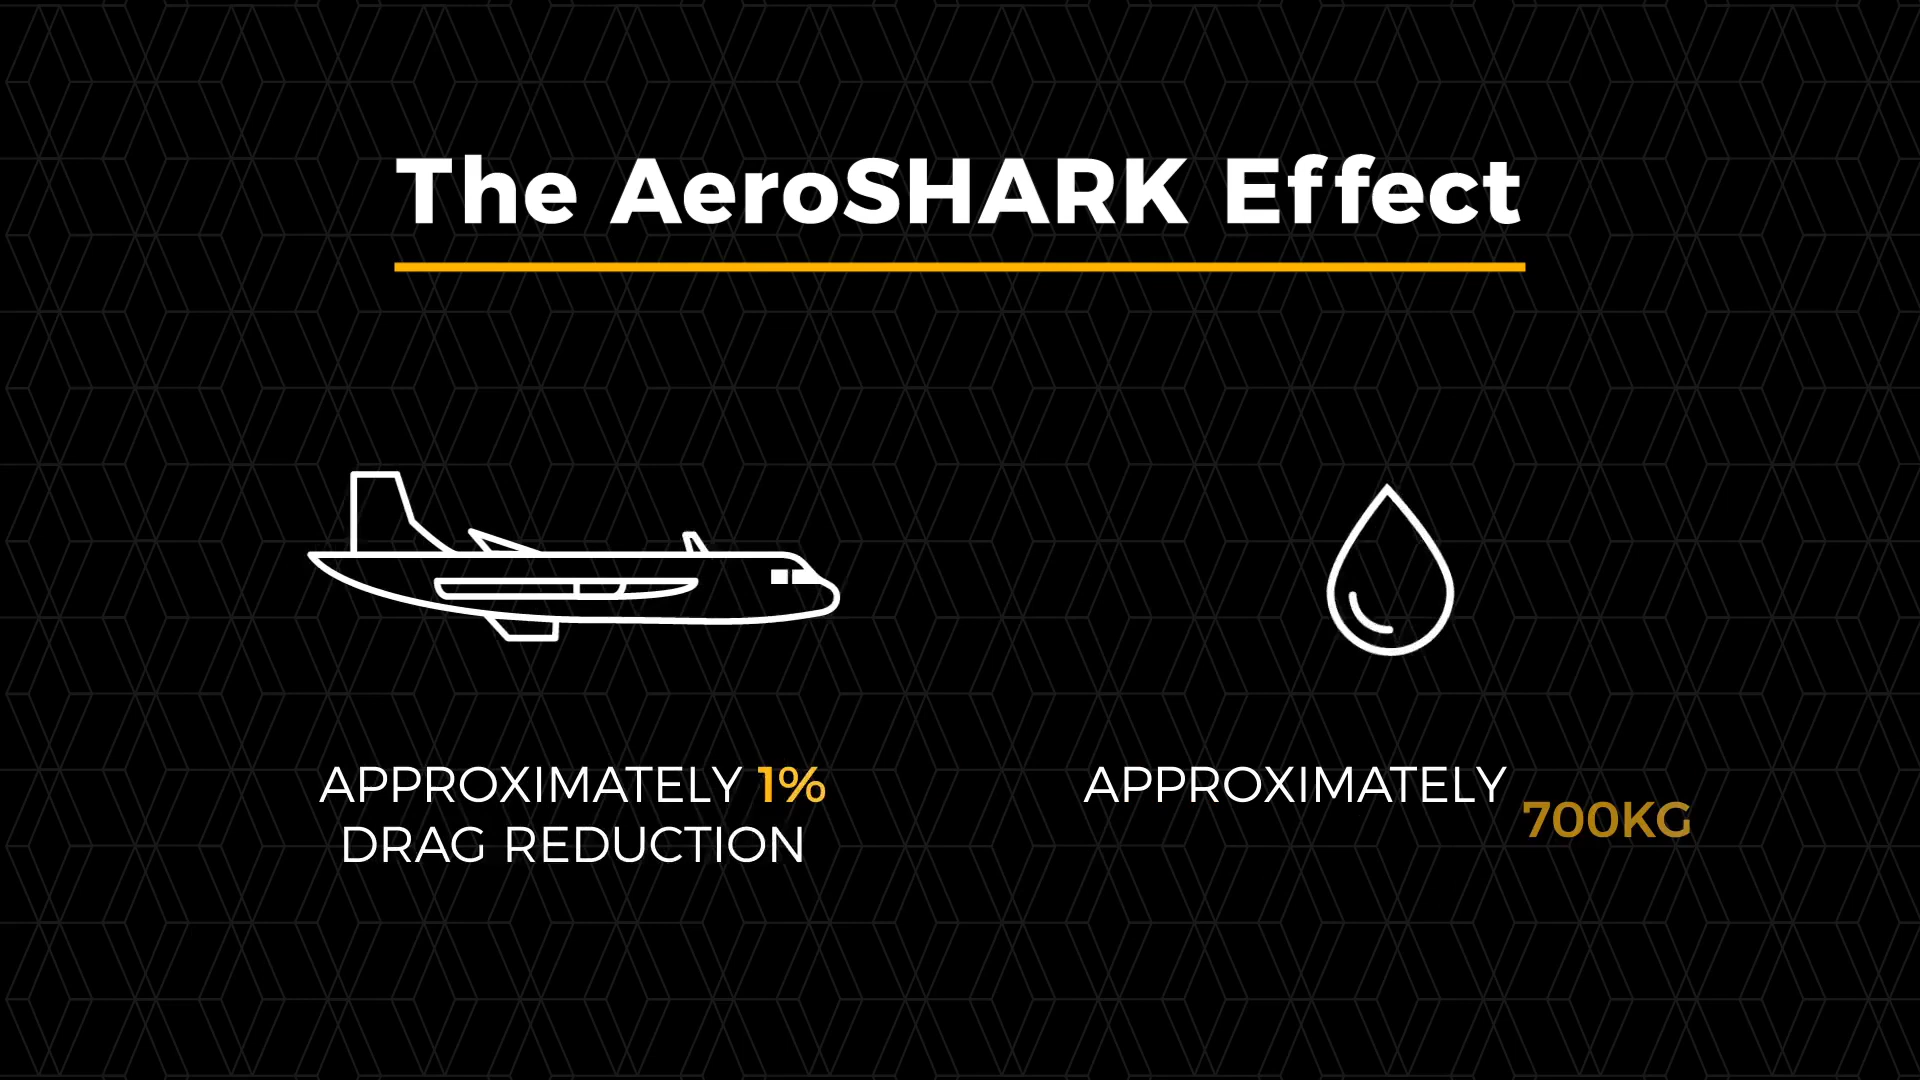 The AeroSHARK Effect
APPROXIMATELY 1%
DRAG REDUCTION
APPROXIMATELY 700KG